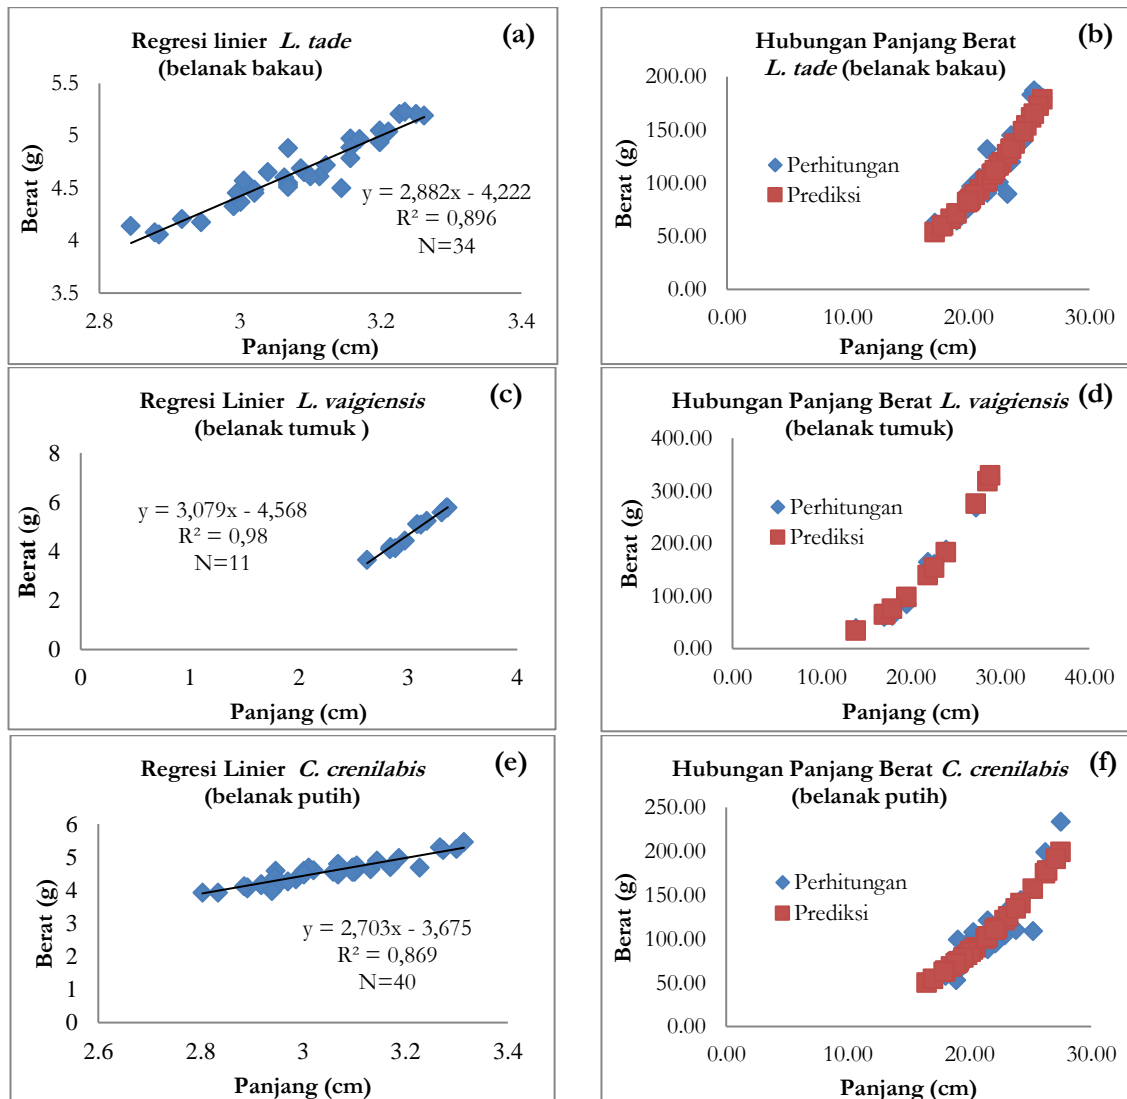 Regresi linier L. tade
(belanak bakau)
(a)
5.5
5
4.5
4
3.5
2.8
3
3.2
3.4
Berat (g)
Panjang (cm)
y = 2,882x - 4,222
R² = 0,896
N=34
Hubungan Panjang Berat
L. tade (belanak bakau)
(b)
200.00
150.00
100.00
50.00
0.00
0.00
10.00
20.00
30.00
Berat (g)
Panjang (cm)
Perhitungan
Prediksi
Regresi Linier L. vaigiensis
(belanak tumuk )
(c)
8
6
4
2
0
0
1
2
3
4
Berat (g)
Panjang (cm)
y = 3,079x - 4,568
R² = 0,98
N=11
Hubungan Panjang Berat L. vaigiensis
(belanak tumuk)
(d)
400.00
300.00
200.00
100.00
0.00
0.00
10.00
20.00
30.00
40.00
Berat (g)
Panjang (cm)
Perhitungan
Prediksi
Regresi Linier C. crenilabis
(belanak putih)
(e)
6
5
4
3
2
1
0
2.6
2.8
3
3.2
3.4
Berat (g)
Panjang (cm)
y = 2,703x - 3,675
R² = 0,869
N=40
Hubungan Panjang Berat C. crenilabis
(belanak putih)
(f)
250.00
200.00
150.00
100.00
50.00
0.00
0.00
10.00
20.00
30.00
Berat (g)
Panjang (cm)
Perhitungan
Prediksi